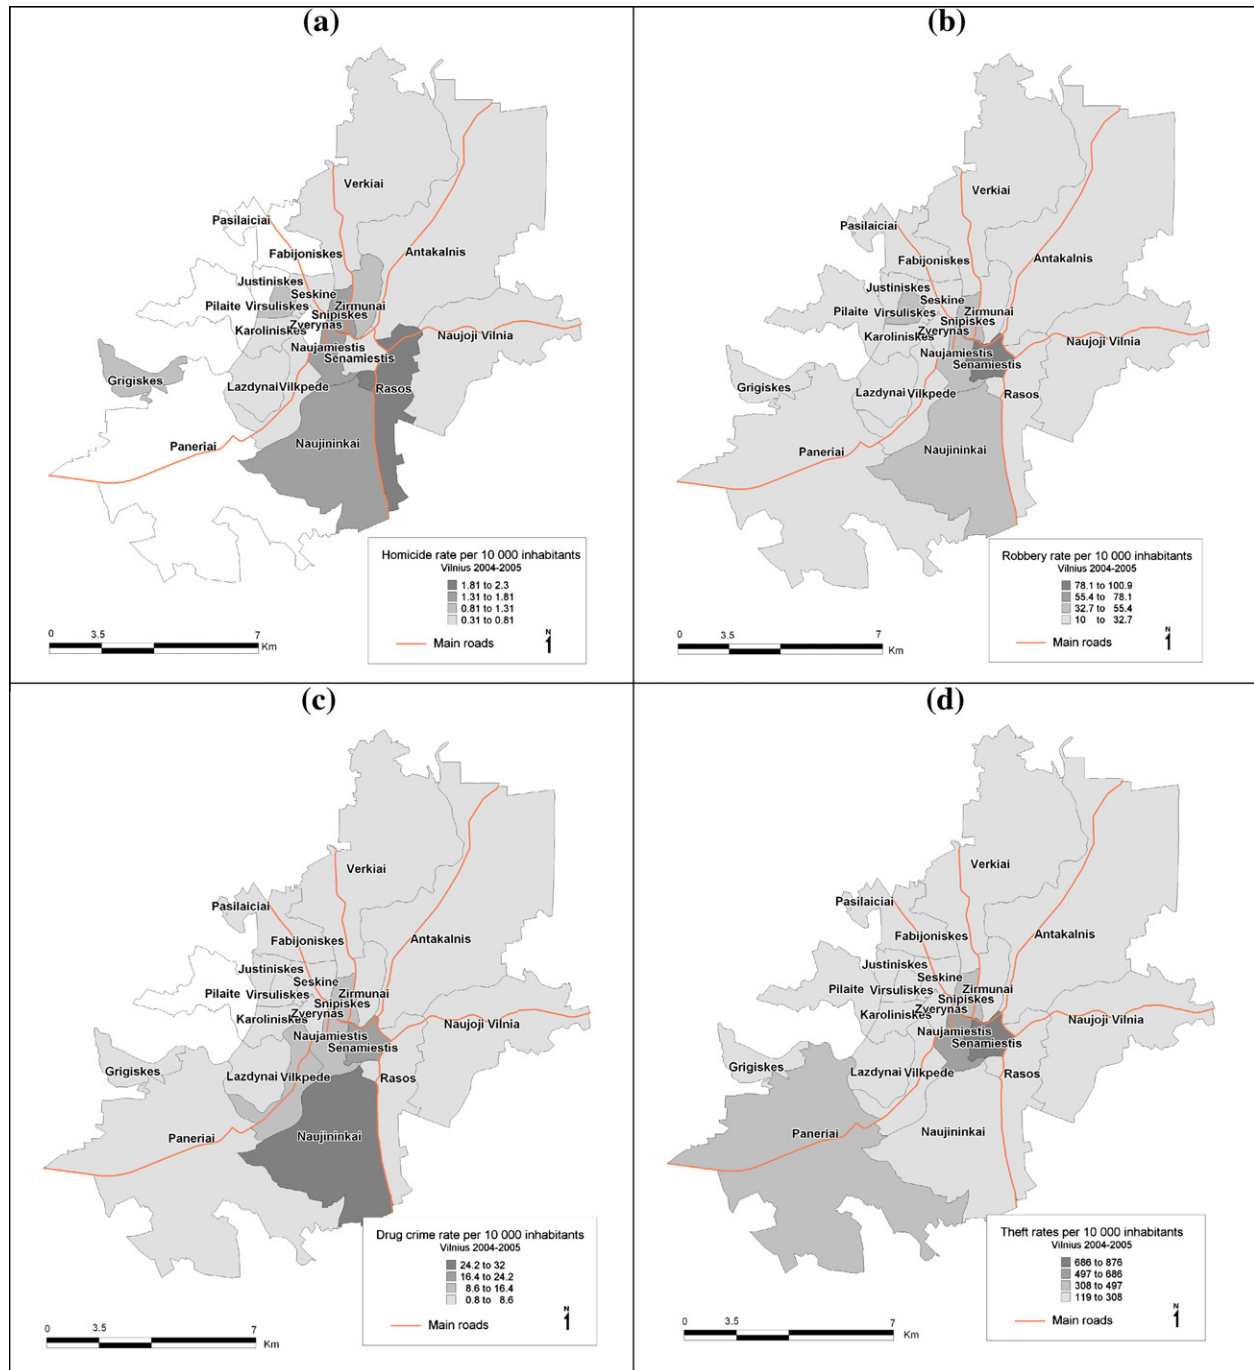 (a)
Verkiai
Pasilaiciai
Fabijoniskes
Antakalnis
Justiniskes
Seskine
Pilaite Virsuliskes
Zirmunai
Snipiskes
Zverynas
Karoliniskes
Naujoji Vilnia
Naujamiestis
Senamiestis
Grigiskes
Lazdynai Vilkpede
Rasos
Paneriai
Naujininkai
Homicide rate per 10 000 inhabitants
Vilnius 2004-2005
1.81 to 2.3
1.31 to 1.81
0.81 to 1.31
0.31 to 0.81
Main roads
N
0 3.5 7
Km
(b)
Verkiai
Pasilaiciai
Fabijoniskes
Antakalnis
Justiniskes
Seskine
Pilaite Virsuliskes
Zirmunai
Snipiskes
Zverynas
Karoliniskes
Naujoji Vilnia
Naujamiestis
Senamiestis
Grigiskes
Lazdynai Vilkpede
Rasos
Paneriai
Naujininkai
Robbery rate per 10 000 inhabitants
Vilnius 2004-2005
78.1 to 100.9
55.4 to 78.1
32.7 to 55.4
10 to 32.7
Main roads
N
0 3.5 7
Km
(c)
Verkiai
Pasilaiciai
Fabijoniskes
Antakalnis
Justiniskes
Seskine
Pilaite Virsuliskes
Zirmunai
Snipiskes
Zverynas
Karoliniskes
Naujoji Vilnia
Naujamiestis
Senamiestis
Grigiskes
Lazdynai Vilkpede
Rasos
Paneriai
Naujininkai
Drug crime rate per 10 000 inhabitants
Vilnius 2004-2005
24.2 to 32
16.4 to 24.2
8.6 to 16.4
0.8 to 8.6
Main roads
N
0 3.5 7
Km
(d)
Verkiai
Pasilaiciai
Fabijoniskes
Antakalnis
Justiniskes
Seskine
Pilaite Virsuliskes
Zirmunai
Snipiskes
Zverynas
Karoliniskes
Naujoji Vilnia
Naujamiestis
Senamiestis
Grigiskes
Lazdynai Vilkpede
Rasos
Paneriai
Naujininkai
Theft rates per 10 000 inhabitants
Vilnius 2004-2005
686 to 876
497 to 686
308 to 497
119 to 308
Main roads
N
0 3.5 7
Km